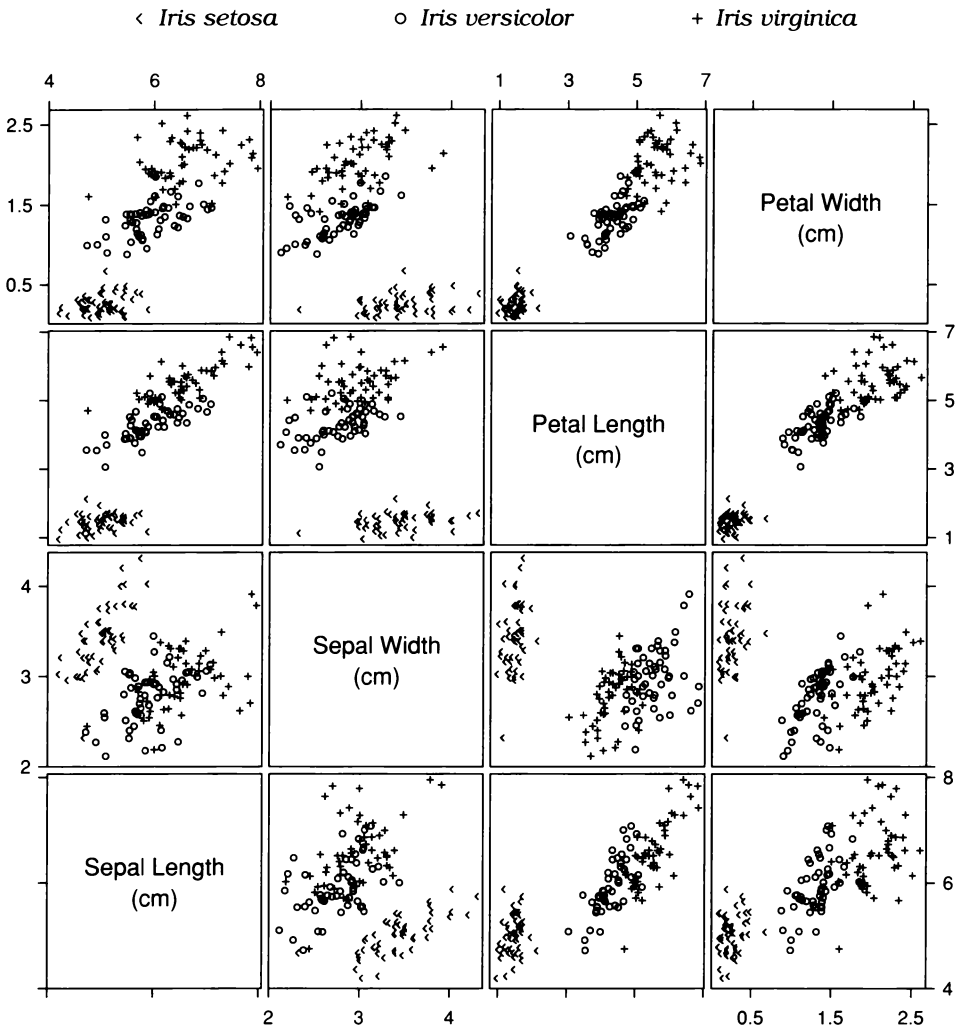 Iris setosa Iris versicolor Iris virginica
4 6 8 1 3 5 7
2.5
1.5
0.5
Petal Width
(cm)
7
5
3
1
Petal Length
(cm)
4
3
2
Sepal Width
(cm)
8
6
4
Sepal Length
(cm)
2 3 4 0.5 1.5 2.5